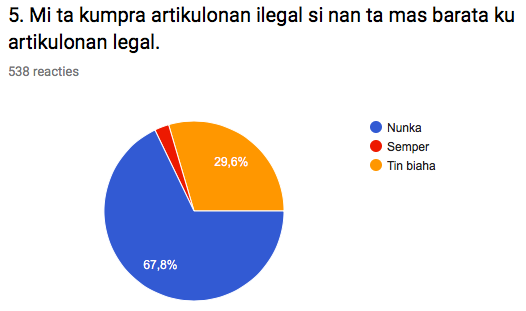 5. Mi ta kumpra artikulonan ilegal si nan ta mas barata ku
artikulonan legal.
538 reacties
Nunka
Semper
Tin biaha
29,6%
67,8%